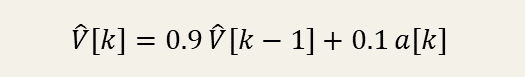 V̂[k] = 0.9 V̂[k − 1] + 0.1 a[k]